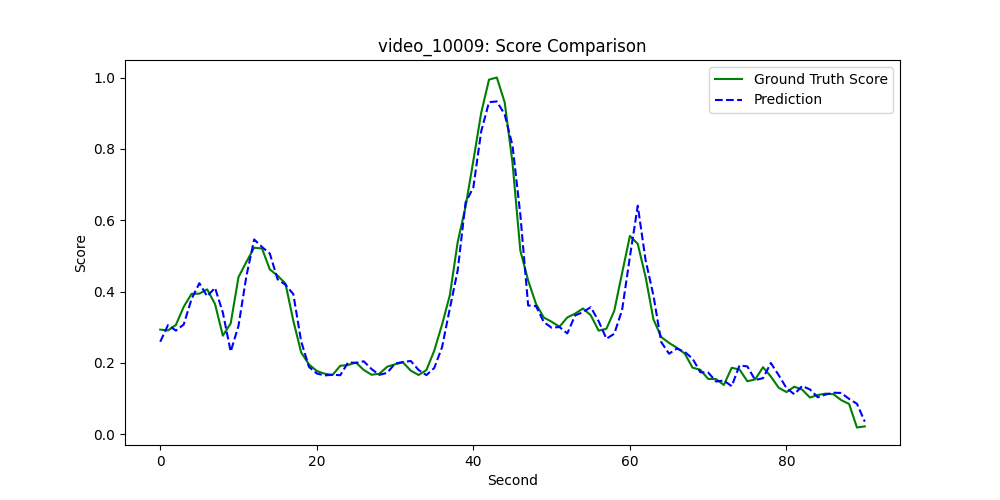 video_10009: Score Comparison
Ground Truth Score
Prediction
1.0
0.8
0.6
0.4
0.2
0.0
Score
0 20 40 60 80
Second